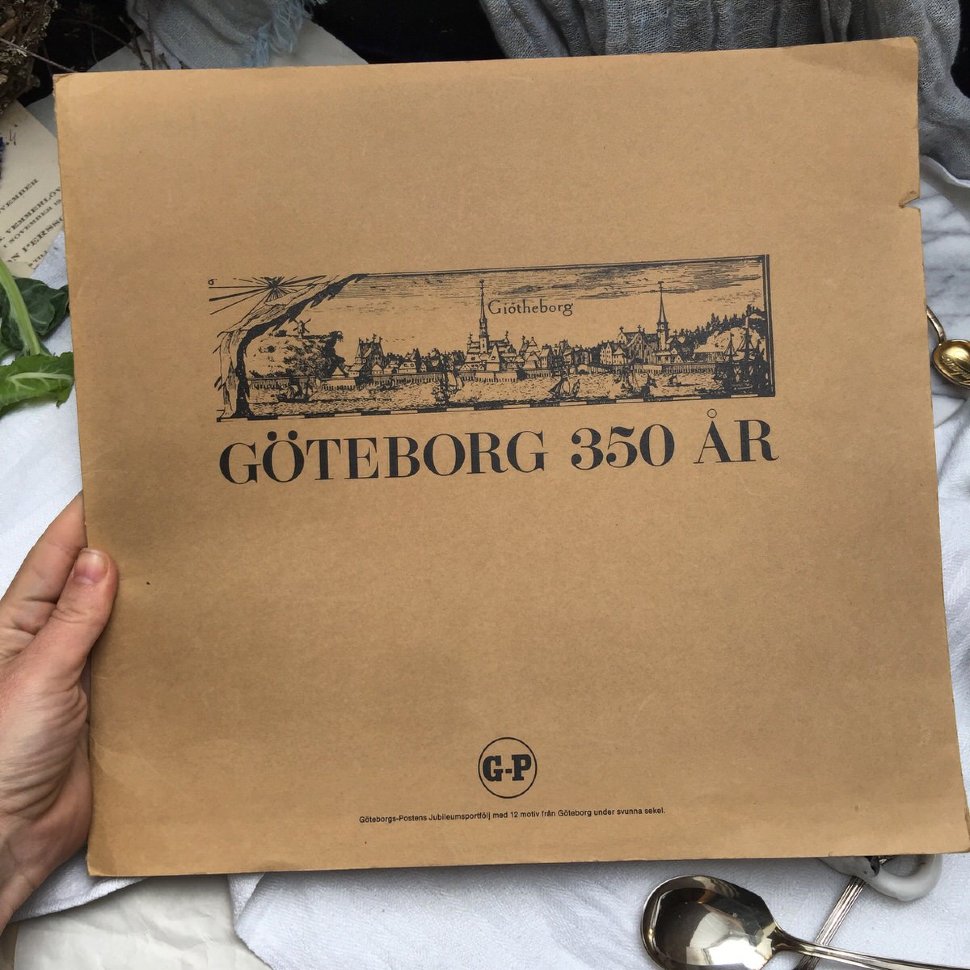 Giötheborg
GÖTEBORG 350 ÅR
G-P
Göteborgs-Postens Jubileumsportfölj med 12 motiv från Göteborg under svunna sekel.